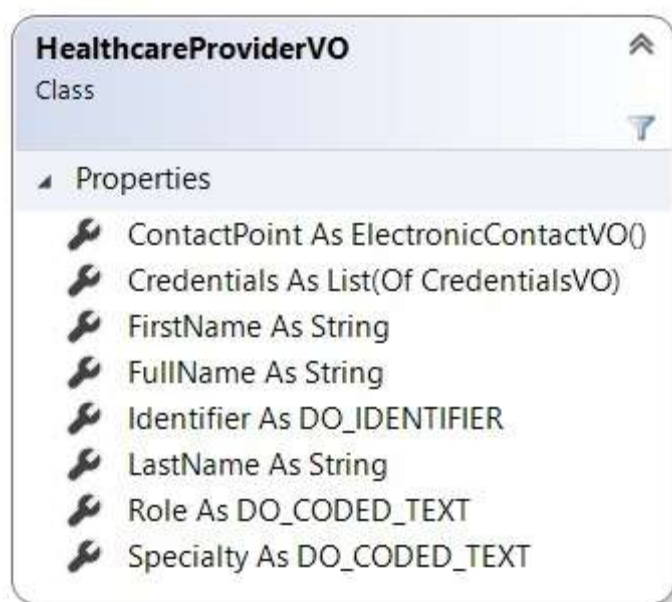 HealthcareProviderVO
Class
Properties
ContactPoint As ElectronicContactVO()
Credentials As List(Of CredentialsVO)
FirstName As String
FullName As String
Identifier As DO_IDENTIFIER
LastName As String
Role As DO_CODED_TEXT
Specialty As DO_CODED_TEXT